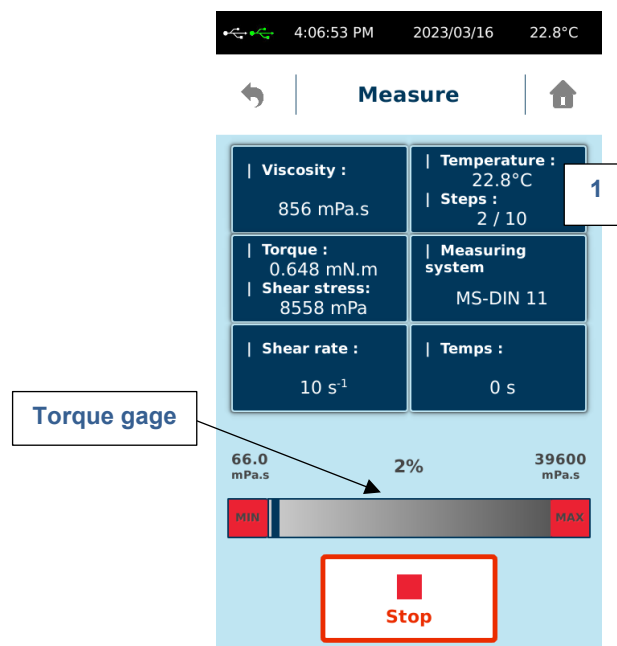 4:06:53 PM 2023/03/16 22.8°C
Measure
| Viscosity :
856 mPa.s
| Temperature :
22.8°C
| Steps :
2 / 10
1
| Torque :
0.648 mN.m
| Shear stress:
8558 mPa
| Measuring
system
MS-DIN 11
| Shear rate :
10 s⁻¹
| Temps :
0 s
Torque gage
66.0
mPa.s
2%
39600
mPa.s
MIN
MAX
Stop